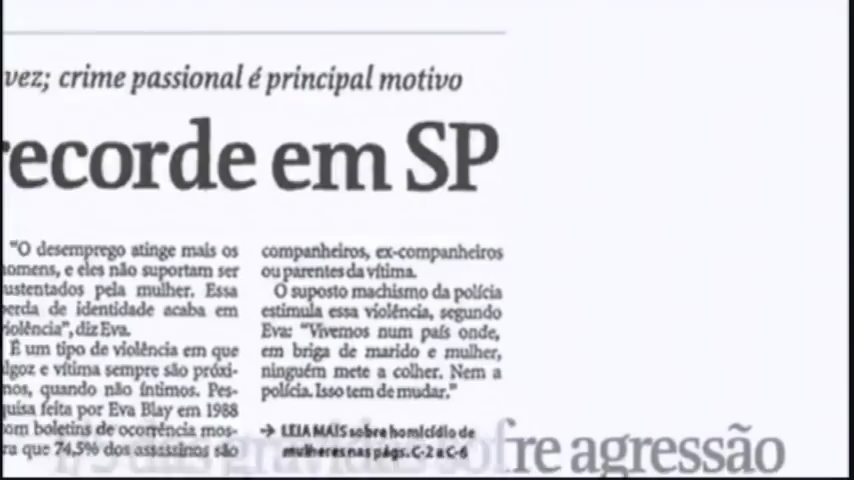 vez; crime passional é principal motivo
recorde em SP
"O desemprego atinge mais os
homens, e eles não suportam ser
sustentados pela mulher. Essa
perda de identidade acaba em
violência", diz Eva.
É um tipo de violência em que
algoz e vítima sempre são próxi-
mos, quando não íntimos. Pes-
quisa feita por Eva Blay em 1988
com boletins de ocorrência mos-
tra que 74,5% dos assassinos são
companheiros, ex-companheiros
ou parentes da vítima.
O suposto machismo da polícia
estimula essa violência, segundo
Eva: "Vivemos num país onde,
em briga de marido e mulher,
ninguém mete a colher. Nem a
polícia. Isso tem de mudar."
→ LEIA MAIS sobre homicídio de
mulheres nas págs. C-2 a C-6
grávidas sofre agressão